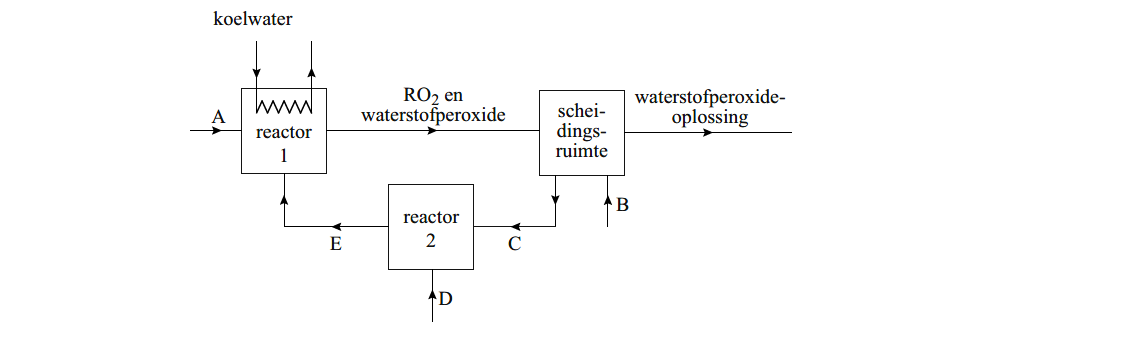 koelwater
RO₂ en
waterstofperoxide
waterstofperoxide-
oplossing
A
schei-
dings-
ruimte
reactor
1
B
reactor
2
E
C
D